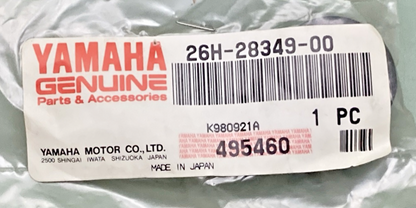 YAMAHA
GENUINE
Parts & Accessories
26H-28349-00
K980921A
1 PC
YAMAHA MOTOR CO.,LTD.
2500 SHINGAI IWATA SHIZUOKA JAPAN
495460
MADE IN JAPAN